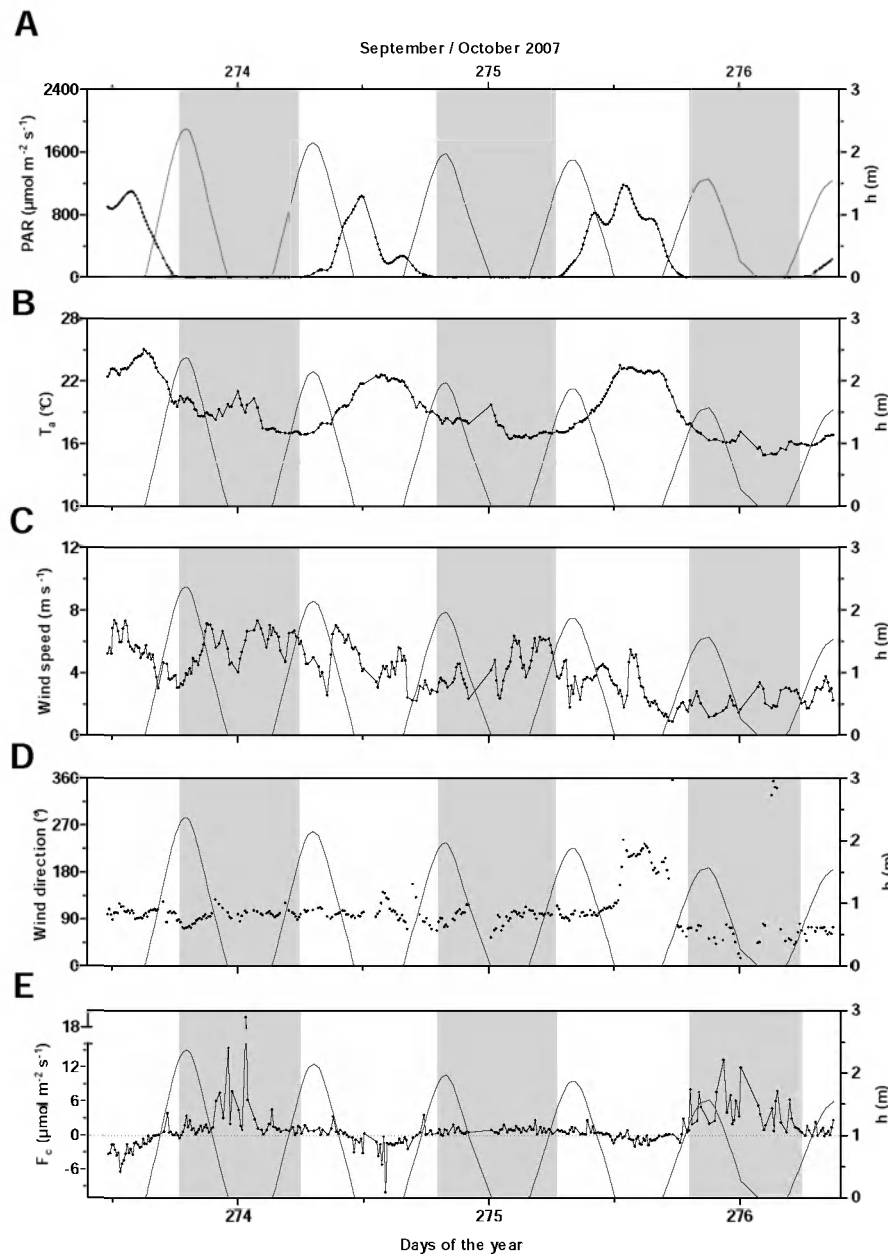 A
September / October 2007
274 275 276
2400 3
1600 2
800 1
0 0
PAR (µmol m⁻² s⁻¹)
h (m)
B
28 3
22 2
16 1
10 0
Tₐ (°C)
h (m)
C
12 3
8 2
4 1
0 0
Wind speed (m s⁻¹)
h (m)
D
360 3
270 2
180
90 1
0 0
Wind direction (°)
h (m)
E
18 3
12 2
6
0 1
-6
0
F꜀ (µmol m⁻² s⁻¹)
h (m)
274 275 276
Days of the year